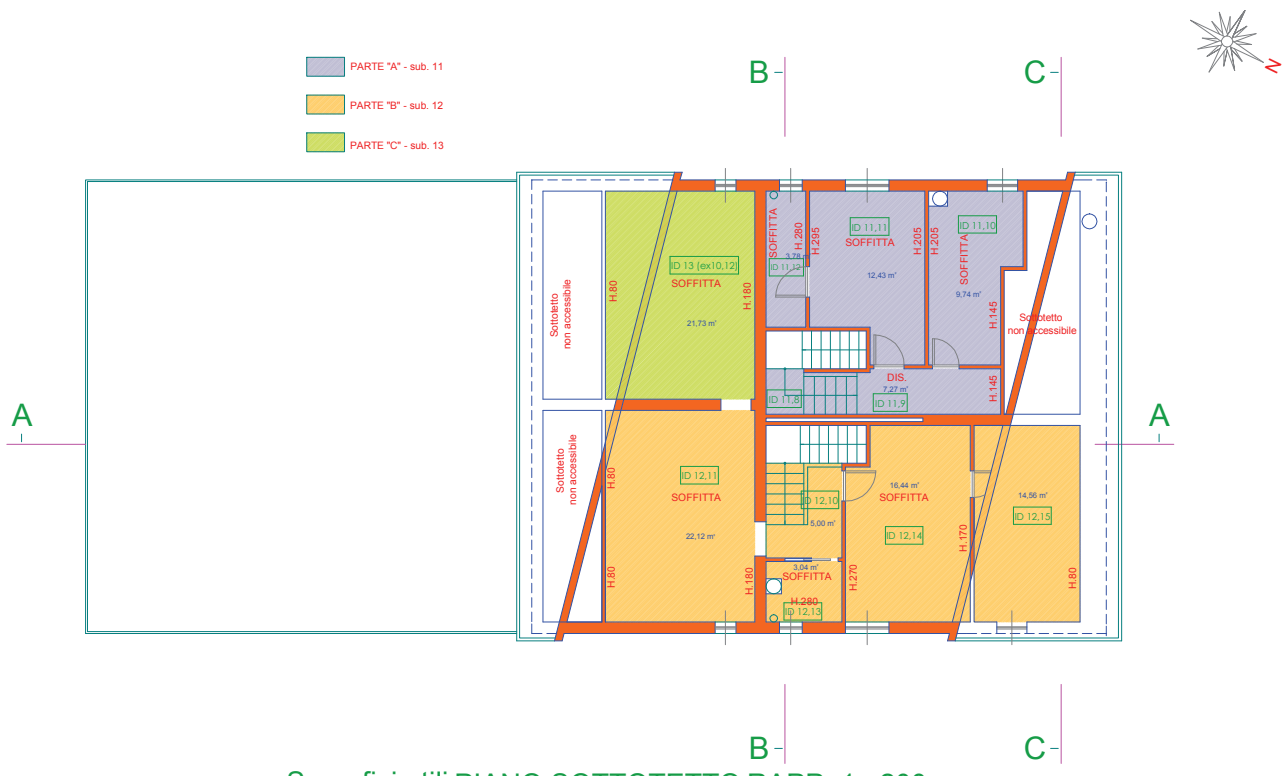 N
PARTE "A" - sub. 11
PARTE "B" - sub. 12
PARTE "C" - sub. 13
B
C
SOFFITTA
H.280
3,78 m²
ID 11,12
H.295
ID 11,11
SOFFITTA
12,43 m²
H.205
H.205
ID 11,10
SOFFITTA
9,74 m²
H.145
Sottotetto
non accessibile
H.80
ID 13 (ex10,12)
SOFFITTA
21,73 m²
H.180
Sottotetto
non accessibile
DIS.
7,27 m²
ID 11,8
ID 11,9
H.145
A
A
Sottotetto
non accessibile
H.80
ID 12,11
SOFFITTA
22,12 m²
H.80
H.180
ID 12,10
5,00 m²
16,44 m²
SOFFITTA
ID 12,14
H.170
H.270
14,56 m²
ID 12,15
H.80
3,04 m²
SOFFITTA
H.280
ID 12,13
B
C
PIANO SOTTOTETTO